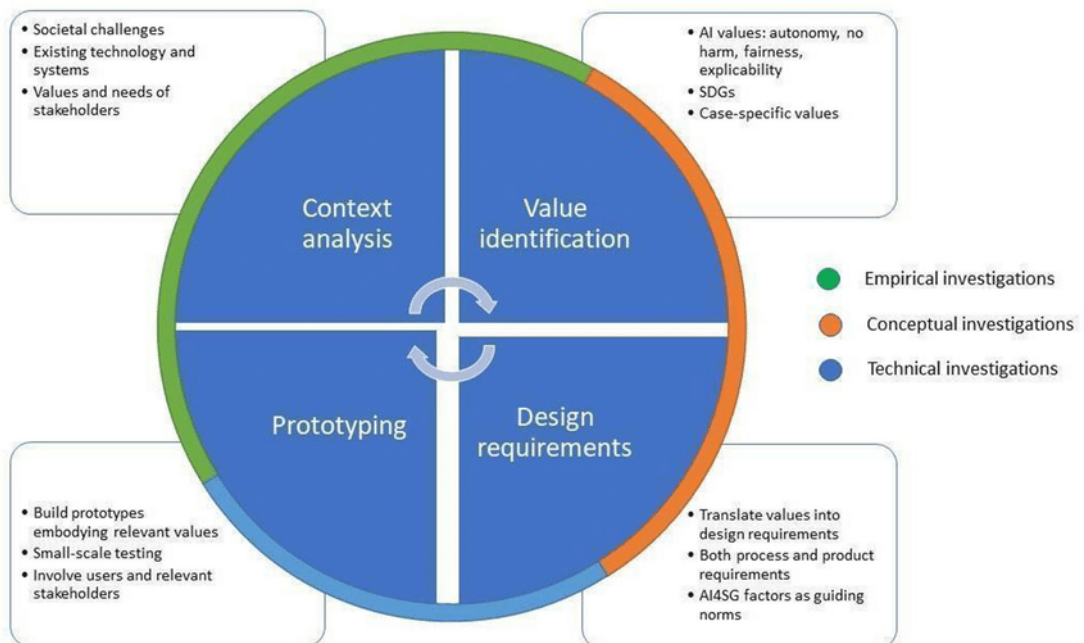 • Societal challenges
• Existing technology and
systems
• Values and needs of
stakeholders
• AI values: autonomy, no
harm, fairness,
explicability
• SDGs
• Case-specific values
Context
analysis
Value
identification
Empirical investigations
Conceptual investigations
Technical investigations
Prototyping
Design
requirements
• Build prototypes
embodying relevant values
• Small-scale testing
• Involve users and relevant
stakeholders
• Translate values into
design requirements
• Both process and product
requirements
• AI4SG factors as guiding
norms